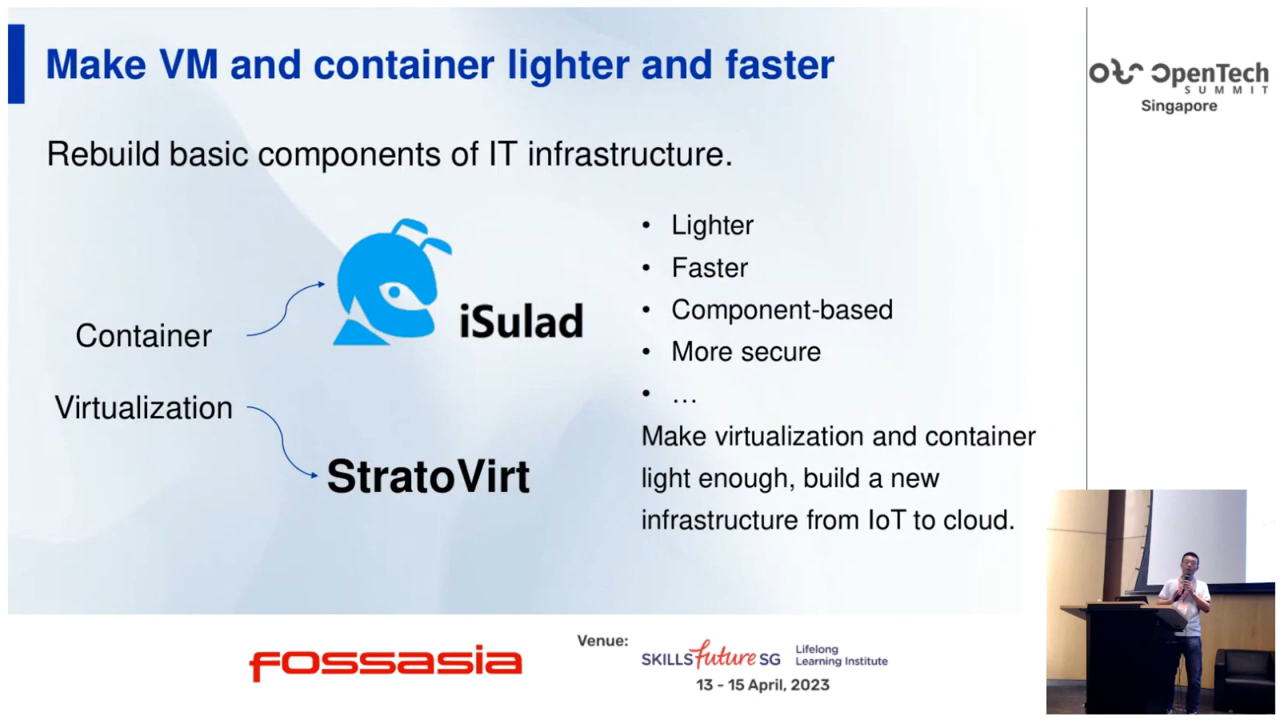 Make VM and container lighter and faster
OpenTech
SUMMIT
Singapore
Rebuild basic components of IT infrastructure.
Container
iSulad
Virtualization
StratoVirt
• Lighter
• Faster
• Component-based
• More secure
• …
Make virtualization and container
light enough, build a new
infrastructure from IoT to cloud.
fossasia
Venue:
SKILLSfuture SG
Lifelong
Learning Institute
13 - 15 April, 2023